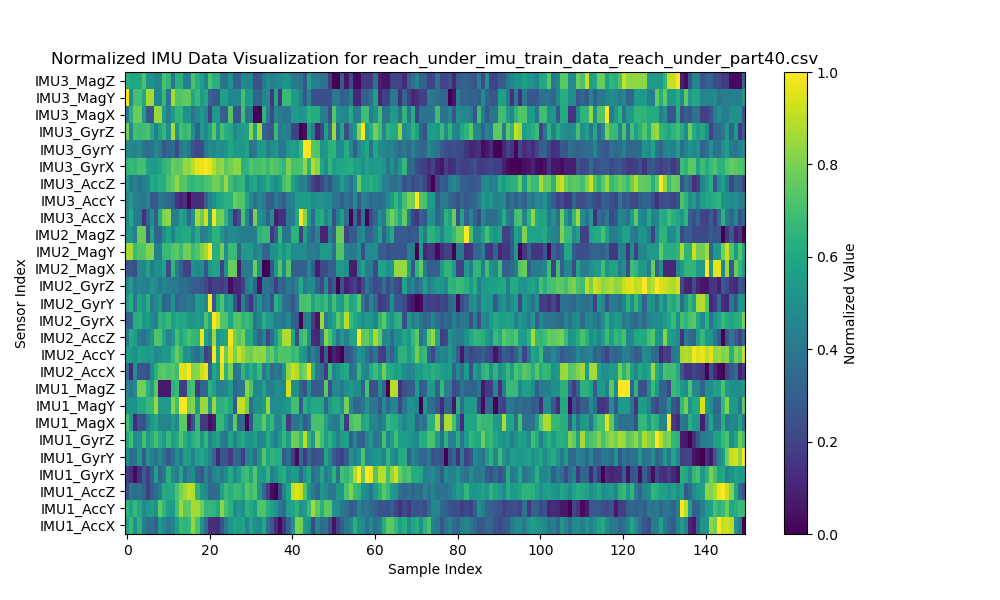 Normalized IMU Data Visualization for reach_under_imu_train_data_reach_under_part40.csv
IMU3_MagZ
IMU3_MagY
IMU3_MagX
IMU3_GyrZ
IMU3_GyrY
IMU3_GyrX
IMU3_AccZ
IMU3_AccY
IMU3_AccX
IMU2_MagZ
IMU2_MagY
IMU2_MagX
IMU2_GyrZ
IMU2_GyrY
IMU2_GyrX
IMU2_AccZ
IMU2_AccY
IMU2_AccX
IMU1_MagZ
IMU1_MagY
IMU1_MagX
IMU1_GyrZ
IMU1_GyrY
IMU1_GyrX
IMU1_AccZ
IMU1_AccY
IMU1_AccX
Sensor Index
0 20 40 60 80 100 120 140
Sample Index
1.0
0.8
0.6
0.4
0.2
0.0
Normalized Value